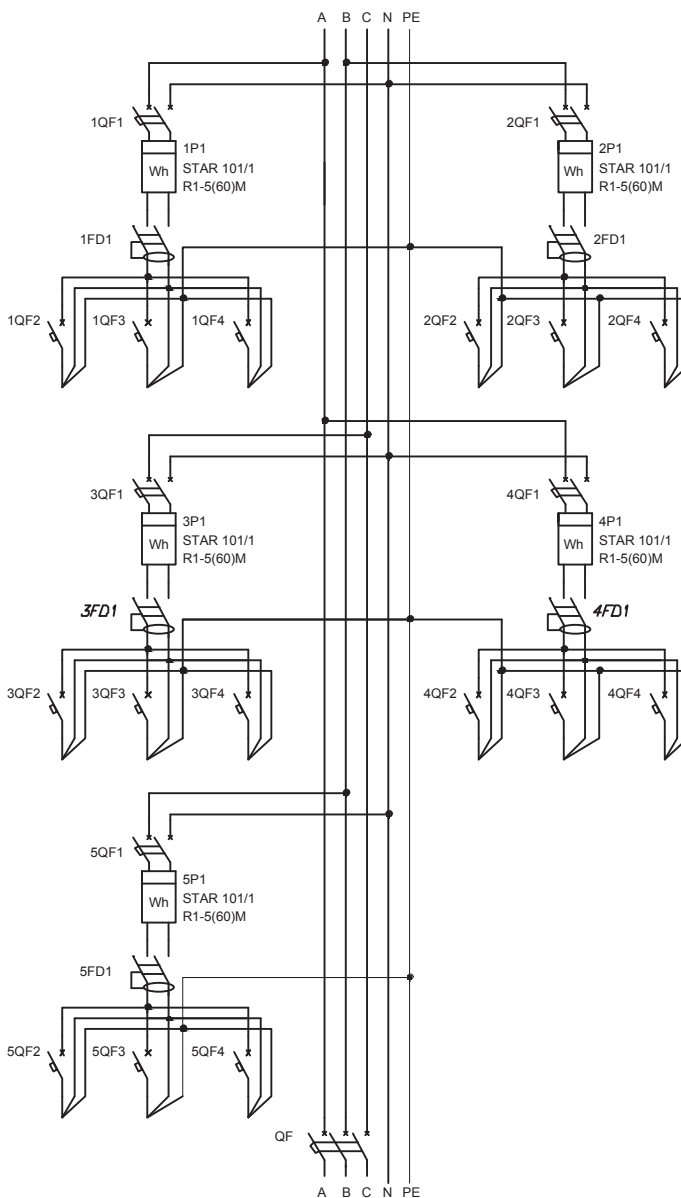 A B C N PE
1QF1
1P1
Wh
STAR 101/1
R1-5(60)M
2QF1
2P1
Wh
STAR 101/1
R1-5(60)M
1FD1
2FD1
1QF2 1QF3 1QF4
2QF2 2QF3 2QF4
3QF1
3P1
Wh
STAR 101/1
R1-5(60)M
4QF1
4P1
Wh
STAR 101/1
R1-5(60)M
3FD1
4FD1
3QF2 3QF3 3QF4
4QF2 4QF3 4QF4
5QF1
5P1
Wh
STAR 101/1
R1-5(60)M
5FD1
5QF2 5QF3 5QF4
QF
A B C N PE